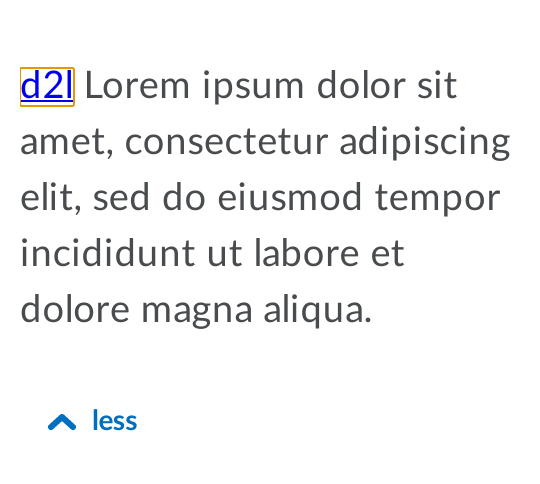 d2l Lorem ipsum dolor sit
amet, consectetur adipiscing
elit, sed do eiusmod tempor
incididunt ut labore et
dolore magna aliqua.
less